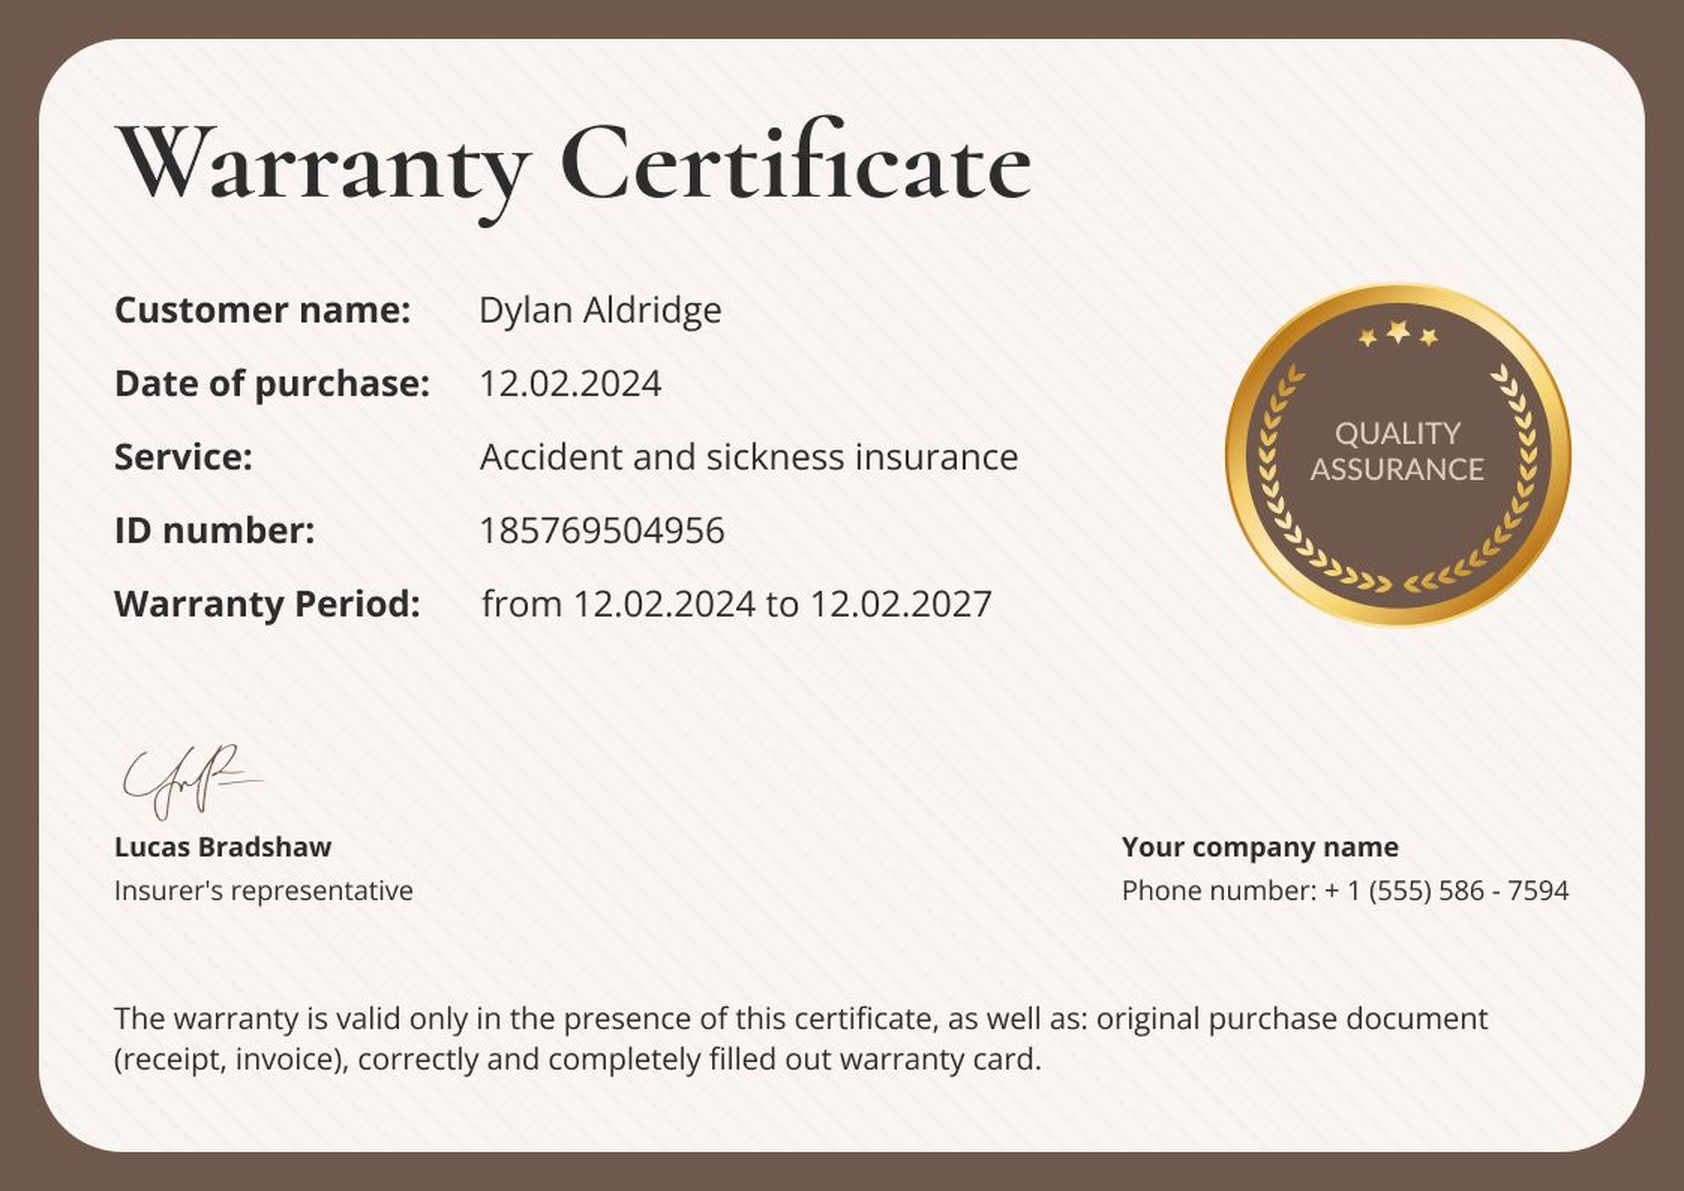 Warranty Certificate
Customer name: Dylan Aldridge
Date of purchase: 12.02.2024
Service: Accident and sickness insurance
ID number: 185769504956
Warranty Period: from 12.02.2024 to 12.02.2027
QUALITY
ASSURANCE
Lucas Bradshaw
Insurer's representative
Your company name
Phone number: + 1 (555) 586 - 7594
The warranty is valid only in the presence of this certificate, as well as: original purchase document
(receipt, invoice), correctly and completely filled out warranty card.